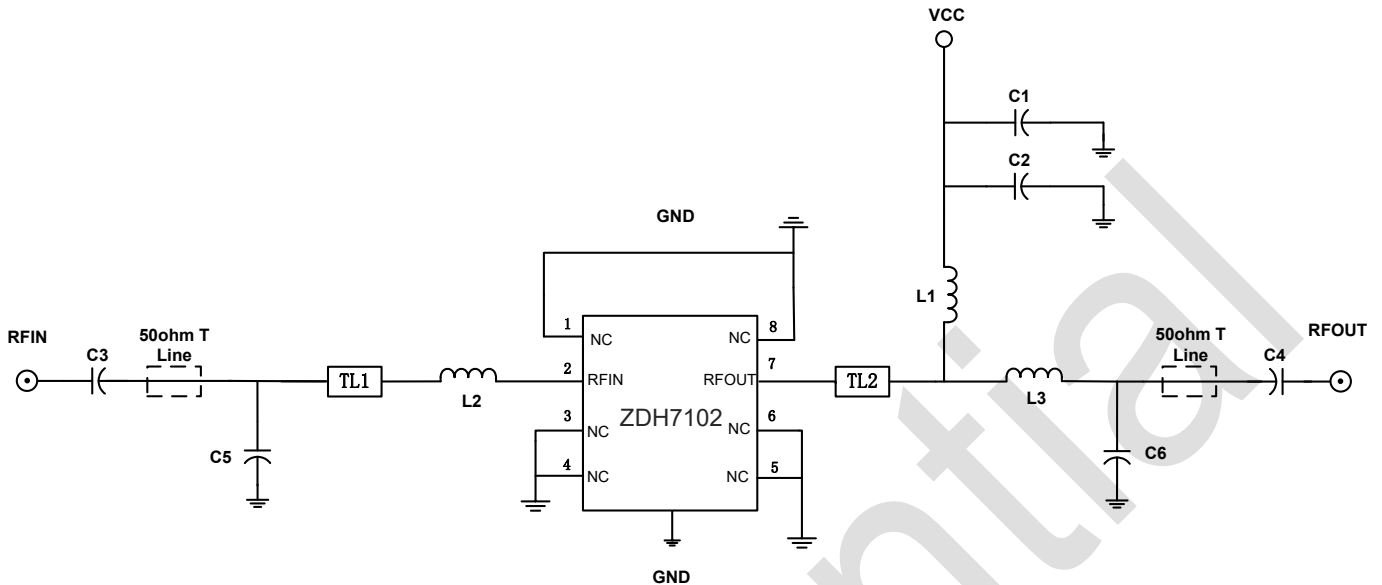 VCC
C1
C2
GND
L1
RFIN
C3
50ohm T
Line
C5
TL1
L2
1
NC
2
RFIN
3
NC
4
NC
ZDH7102
8
NC
7
RFOUT
6
NC
5
NC
GND
TL2
L3
C6
50ohm T
Line
C4
RFOUT
ntial